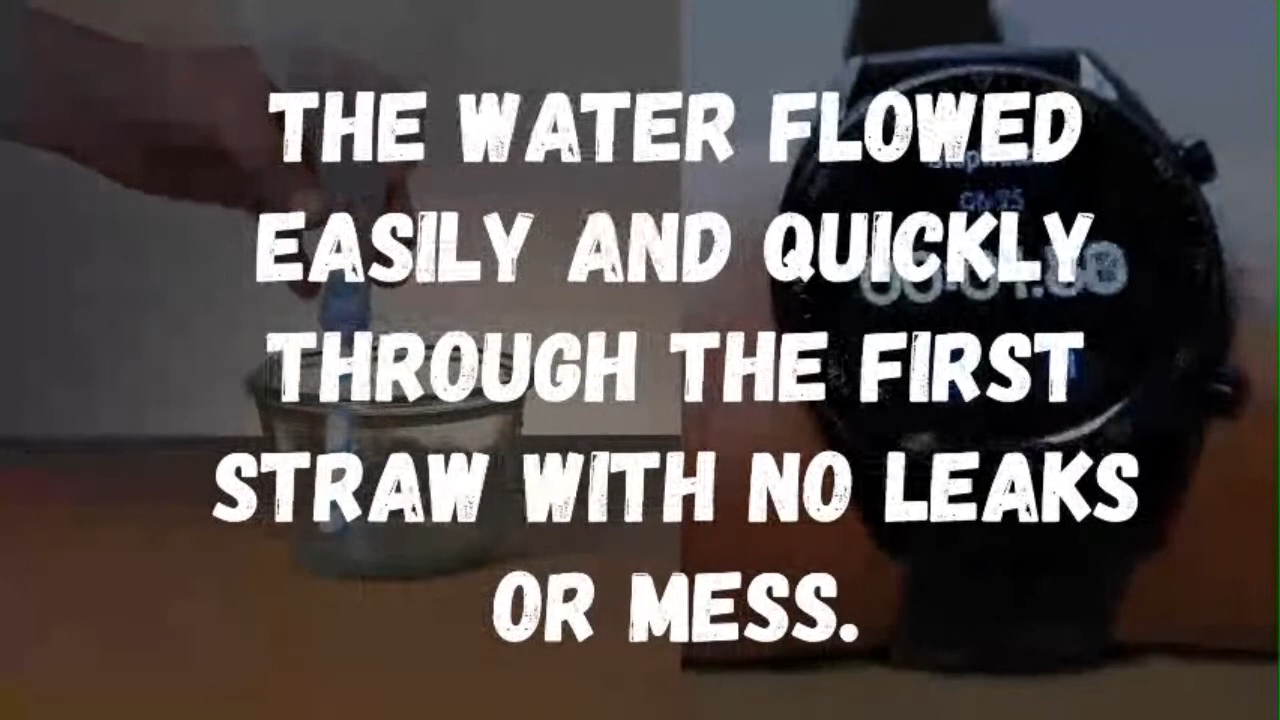 THE WATER FLOWED
EASILY AND QUICKLY
THROUGH THE FIRST
STRAW WITH NO LEAKS
OR MESS.